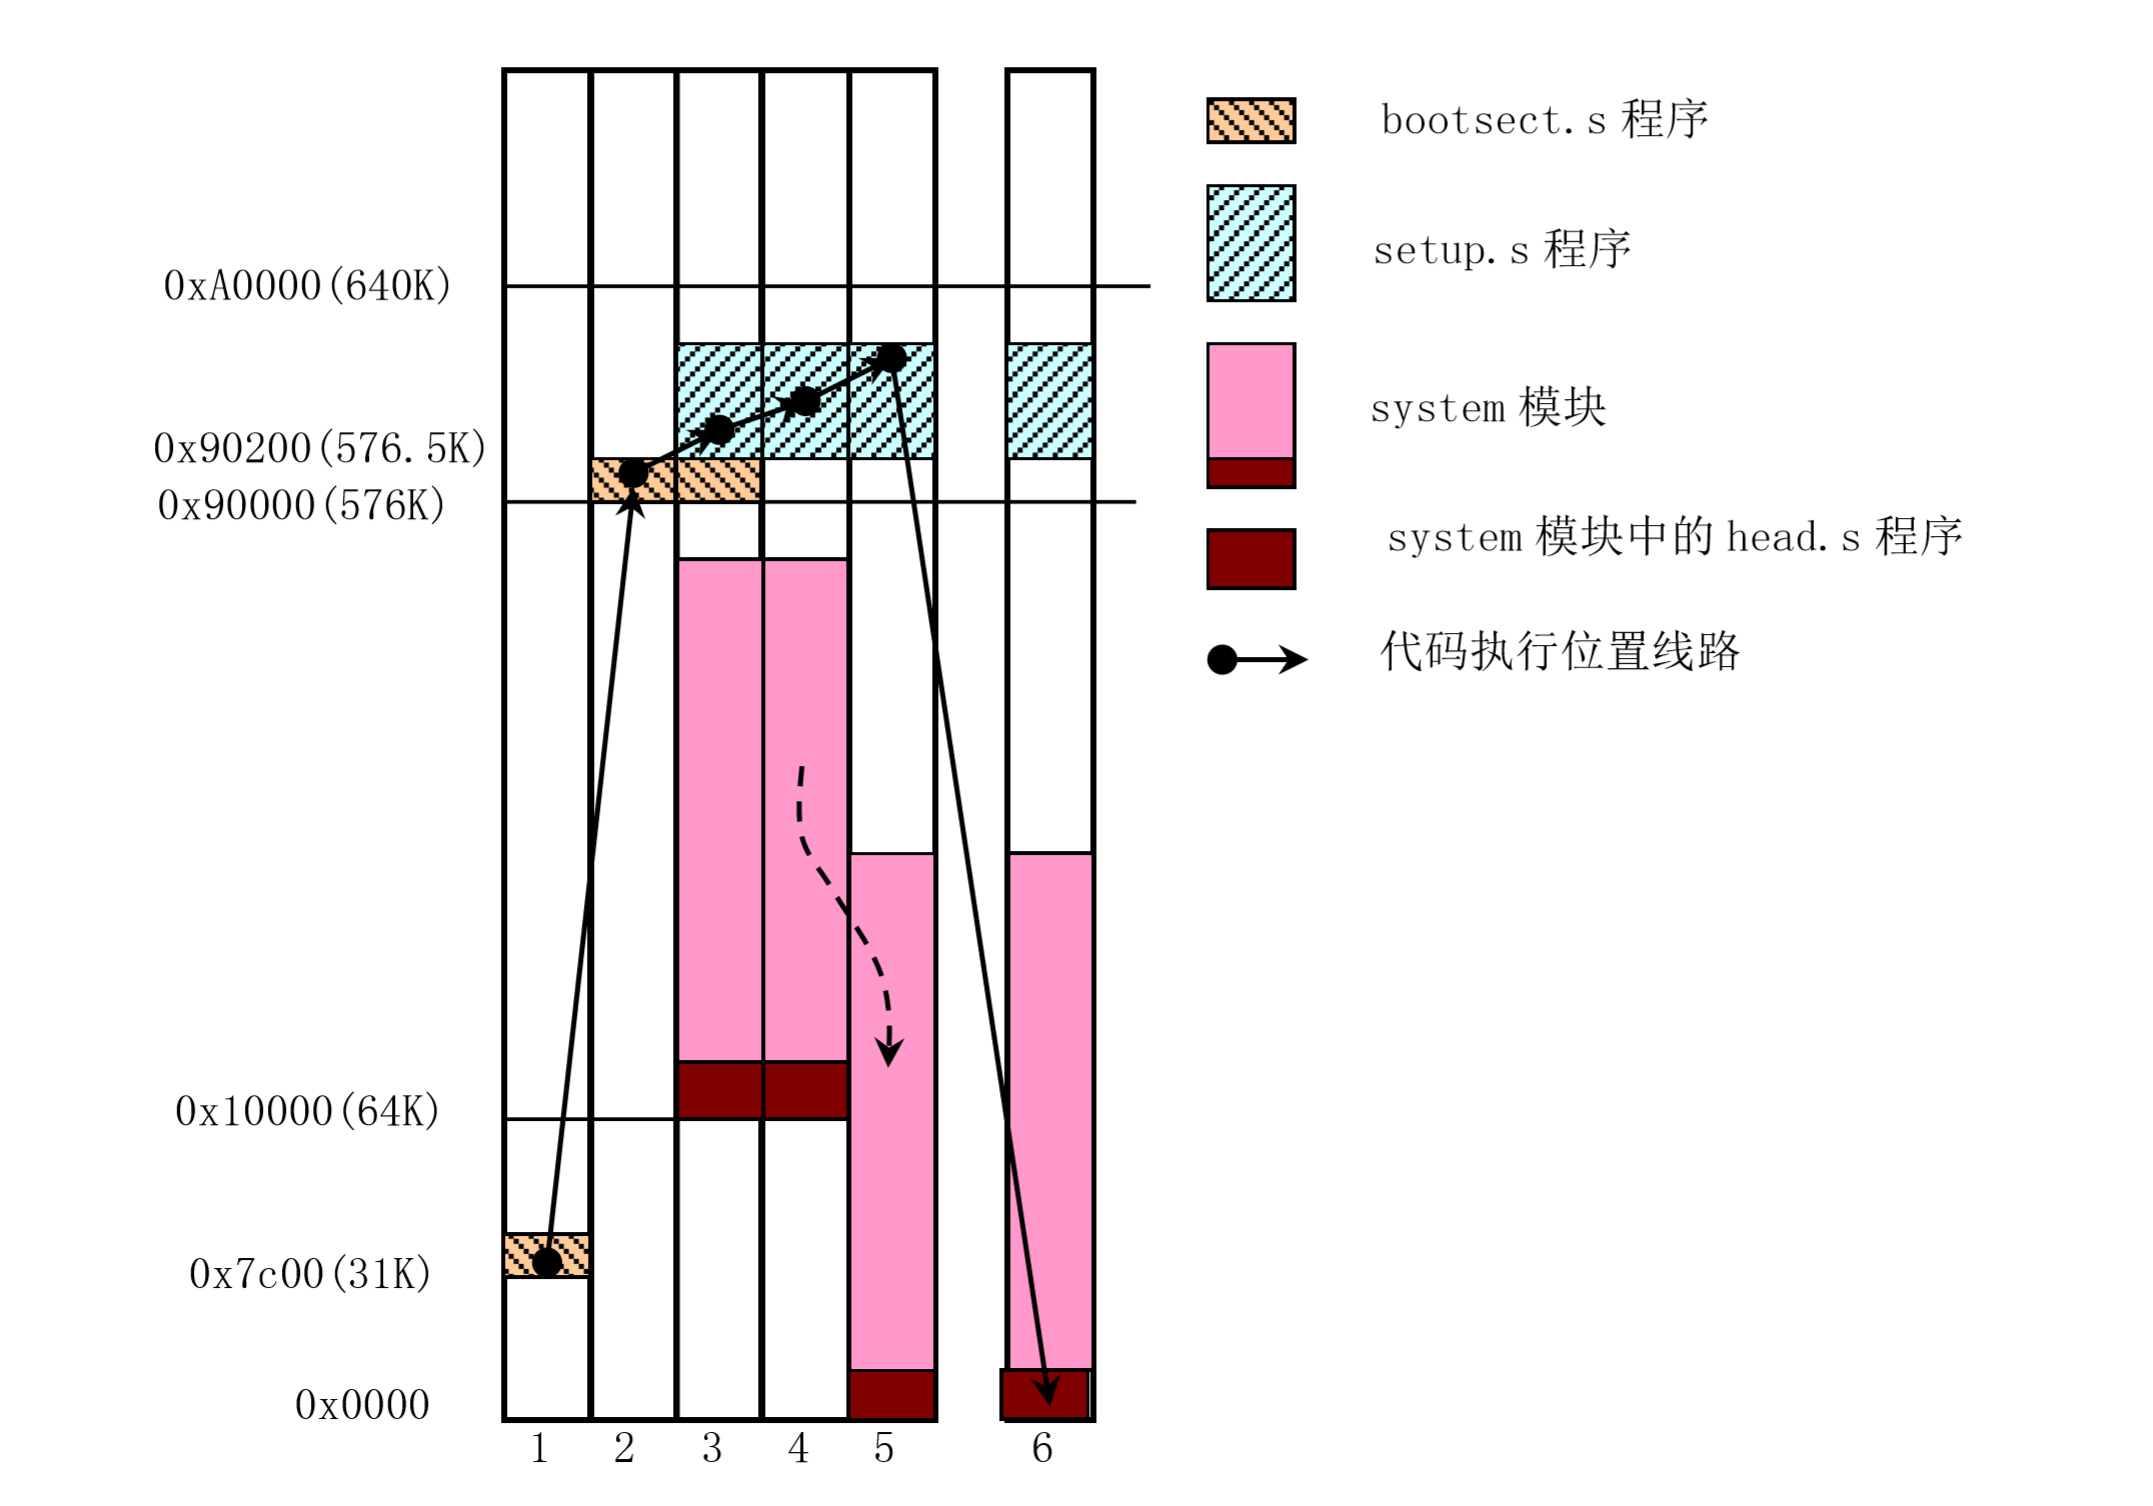 bootsect.s 程序
setup.s 程序
0xA0000(640K)
system 模块
0x90200(576.5K)
0x90000(576K)
system 模块中的 head.s 程序
代码执行位置线路
0x10000(64K)
0x7c00(31K)
0x0000
1 2 3 4 5 6